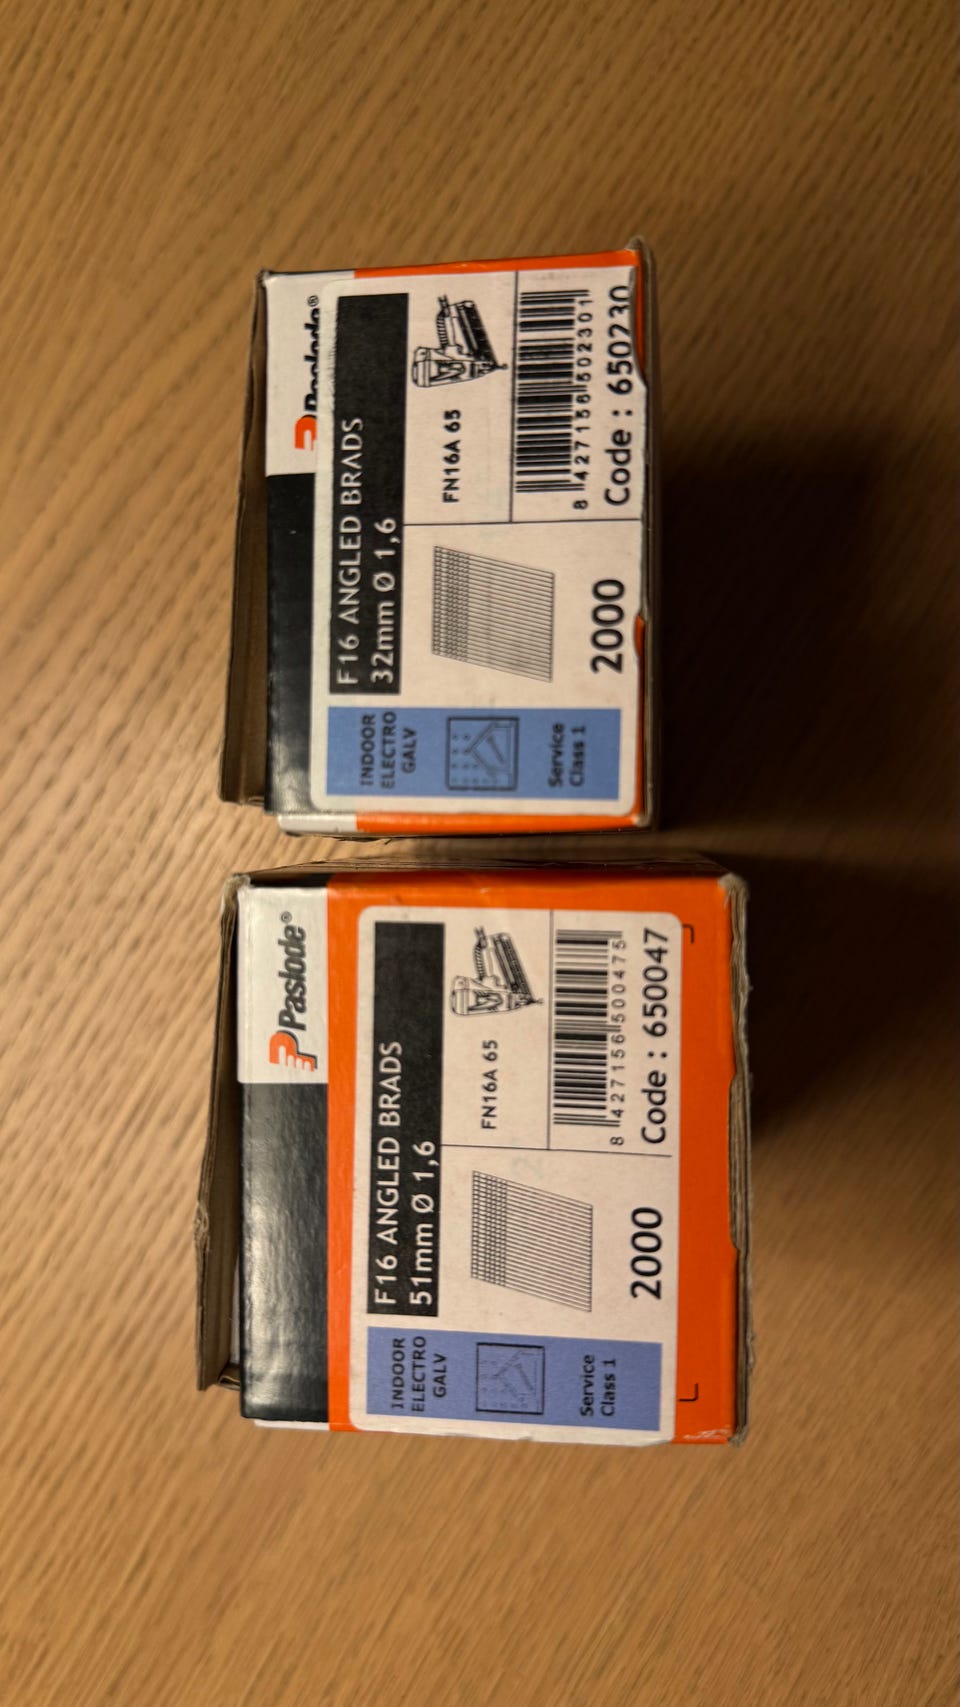 Paslode®
F16 ANGLED BRADS
32mm Ø 1,6
INDOOR
ELECTRO
GALV
Service
Class 1
FN16A 65
8 427156 502301
2000
Code : 650230
Paslode®
F16 ANGLED BRADS
51mm Ø 1,6
INDOOR
ELECTRO
GALV
Service
Class 1
FN16A 65
8 427156 500475
2000
Code : 650047